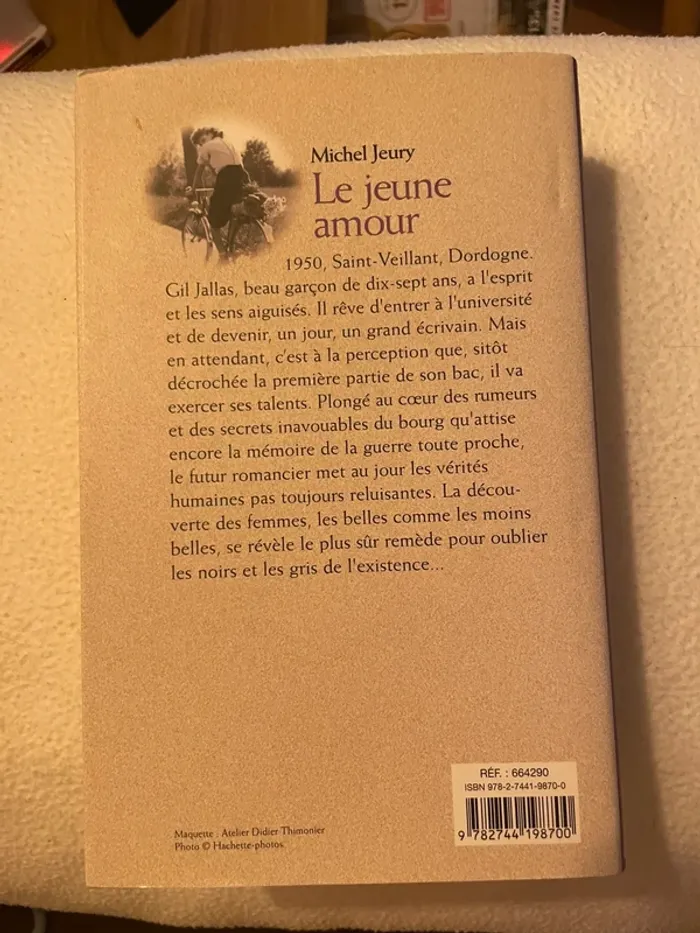 Michel Jeury
Le jeune
amour
1950, Saint-Veillant, Dordogne.
Gil Jallas, beau garçon de dix-sept ans, a l'esprit
et les sens aiguisés. Il rêve d'entrer à l'université
et de devenir, un jour, un grand écrivain. Mais
en attendant, c'est à la perception que, sitôt
décrochée la première partie de son bac, il va
exercer ses talents. Plongé au cœur des rumeurs
et des secrets inavouables du bourg qu'attise
encore la mémoire de la guerre toute proche,
le futur romancier met au jour les vérités
humaines pas toujours reluisantes. La décou-
verte des femmes, les belles comme les moins
belles, se révèle le plus sûr remède pour oublier
les noirs et les gris de l'existence...
RÉF. : 664290
ISBN 978-2-7441-9870-0
9 782744 198700
Maquette : Atelier Didier Thimonier
Photo © Hachette-photos